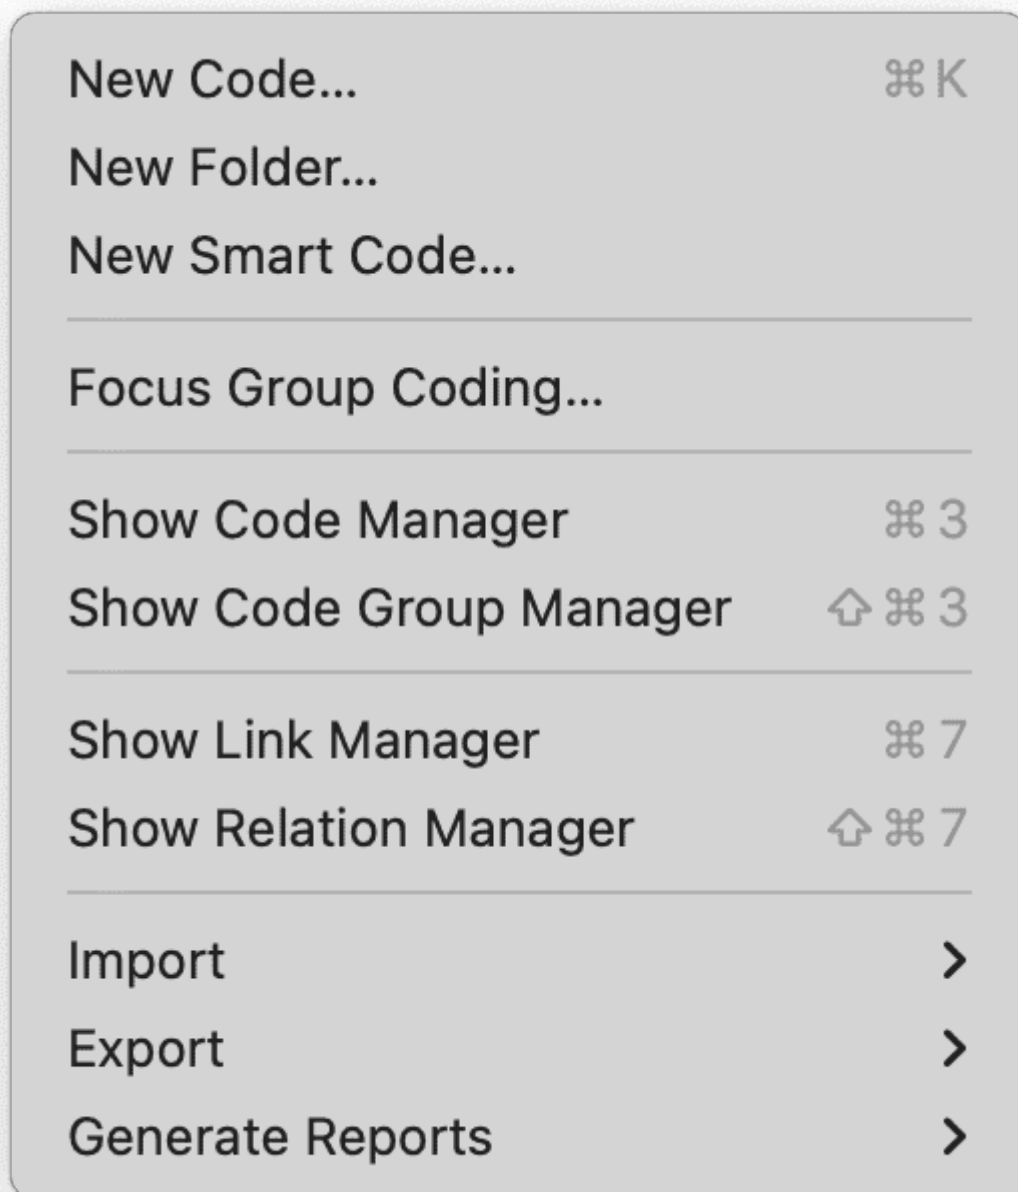 New Code... ⌘ K
New Folder...
New Smart Code...
Focus Group Coding...
Show Code Manager ⌘ 3
Show Code Group Manager ⇧ ⌘ 3
Show Link Manager ⌘ 7
Show Relation Manager ⇧ ⌘ 7
Import
Export
Generate Reports